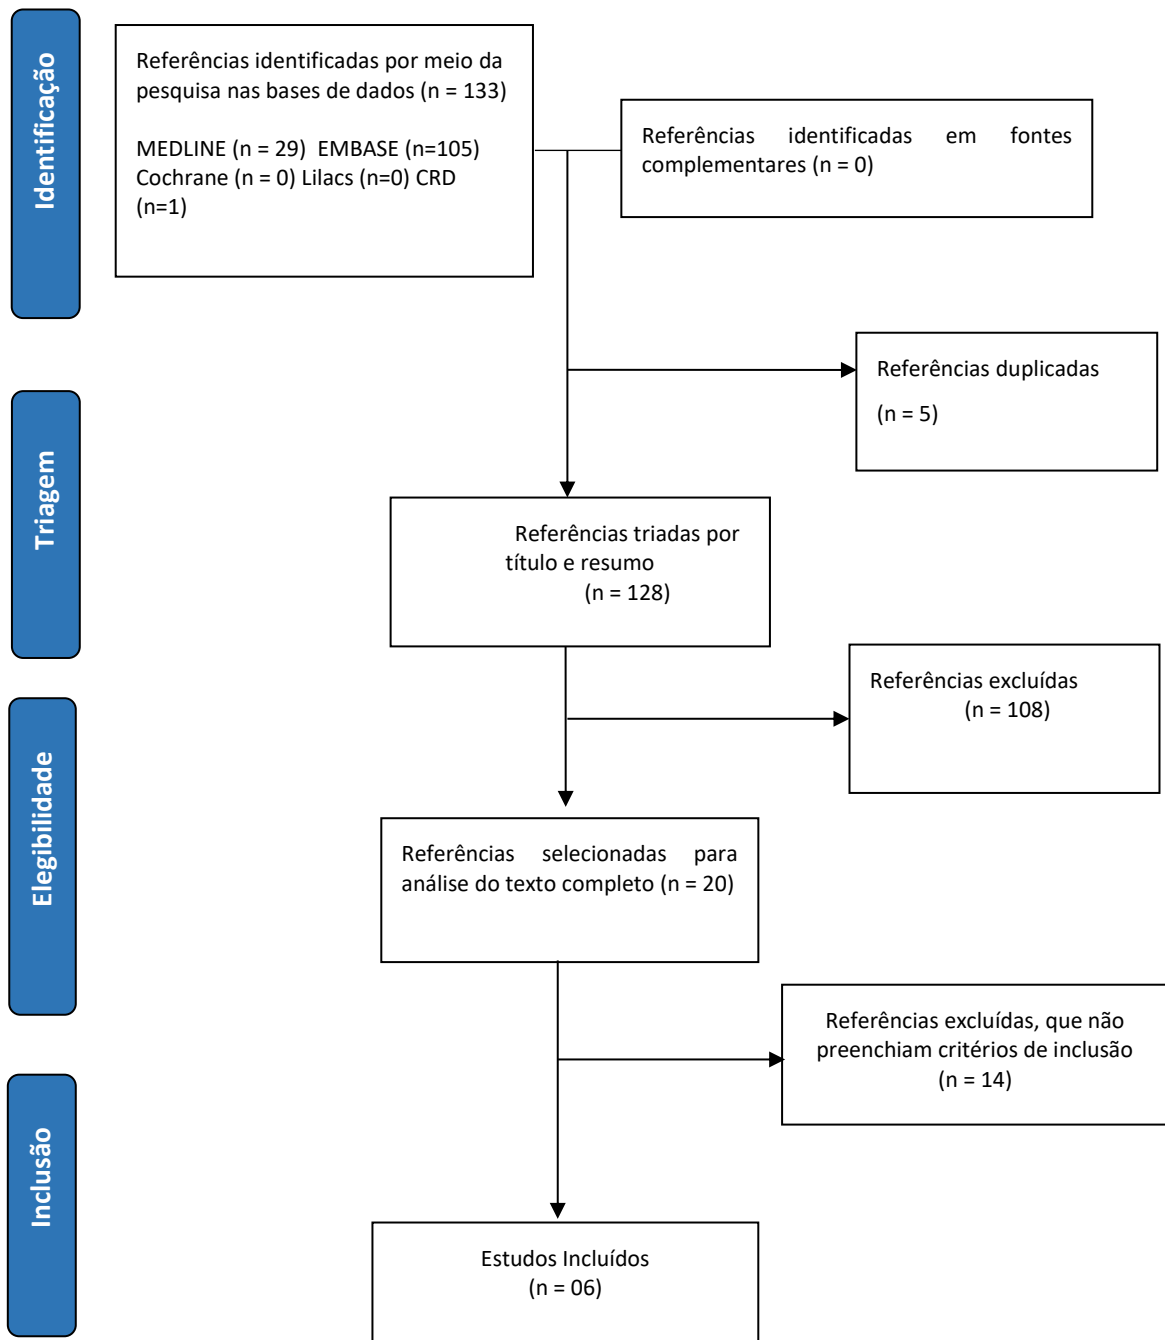 Identificação
Referências identificadas por meio da
pesquisa nas bases de dados (n = 133)
MEDLINE (n = 29) EMBASE (n=105)
Cochrane (n = 0) Lilacs (n=0) CRD
(n=1)
Referências identificadas em fontes
complementares (n = 0)
Referências duplicadas
(n = 5)
Triagem
Referências triadas por
título e resumo
(n = 128)
Referências excluídas
(n = 108)
Elegibilidade
Referências selecionadas para
análise do texto completo (n = 20)
Referências excluídas, que não
preenchiam critérios de inclusão
(n = 14)
Inclusão
Estudos Incluídos
(n = 06)